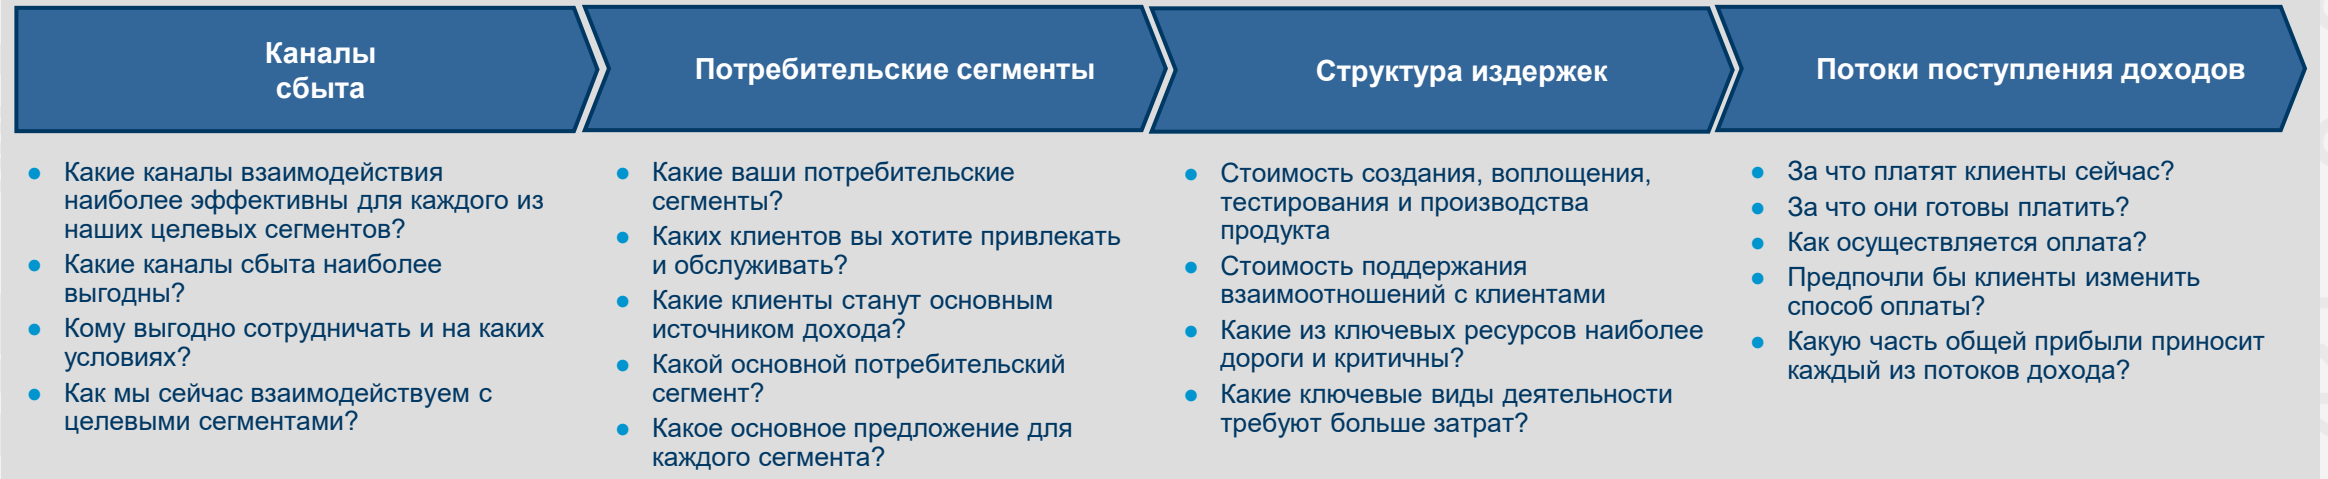 Каналы
сбыта
Потребительские сегменты
Структура издержек
Потоки поступления доходов
● Какие каналы взаимодействия
наиболее эффективны для каждого из
наших целевых сегментов?
● Какие каналы сбыта наиболее
выгодны?
● Кому выгодно сотрудничать и на каких
условиях?
● Как мы сейчас взаимодействуем с
целевыми сегментами?
● Какие ваши потребительские
сегменты?
● Каких клиентов вы хотите привлекать
и обслуживать?
● Какие клиенты станут основным
источником дохода?
● Какой основной потребительский
сегмент?
● Какое основное предложение для
каждого сегмента?
● Стоимость создания, воплощения,
тестирования и производства
продукта
● Стоимость поддержания
взаимоотношений с клиентами
● Какие из ключевых ресурсов наиболее
дороги и критичны?
● Какие ключевые виды деятельности
требуют больше затрат?
● За что платят клиенты сейчас?
● За что они готовы платить?
● Как осуществляется оплата?
● Предпочли бы клиенты изменить
способ оплаты?
● Какую часть общей прибыли приносит
каждый из потоков дохода?